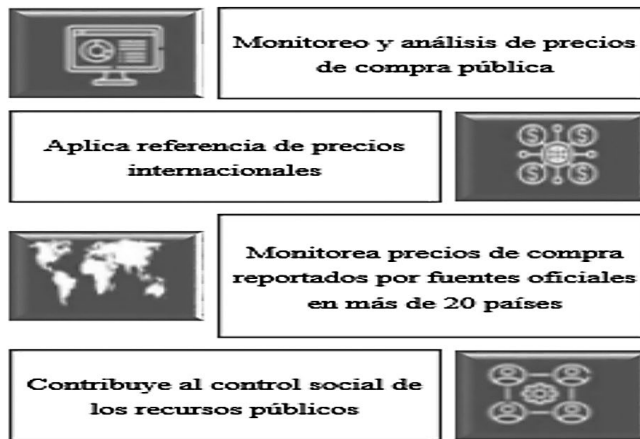 Monitoreo y análisis de precios
de compra pública
Aplica referencia de precios
internacionales
Monitorea precios de compra
reportados por fuentes oficiales
en más de 20 países
Contribuye al control social de
los recursos públicos